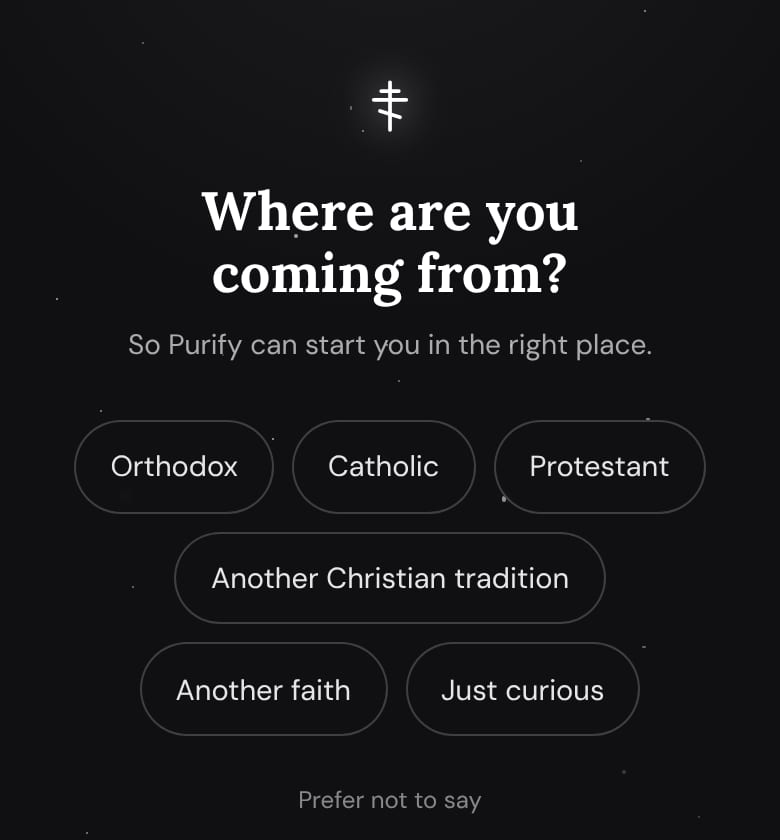 Where are you
coming from?
So Purify can start you in the right place.
Orthodox
Catholic
Protestant
Another Christian tradition
Another faith
Just curious
Prefer not to say